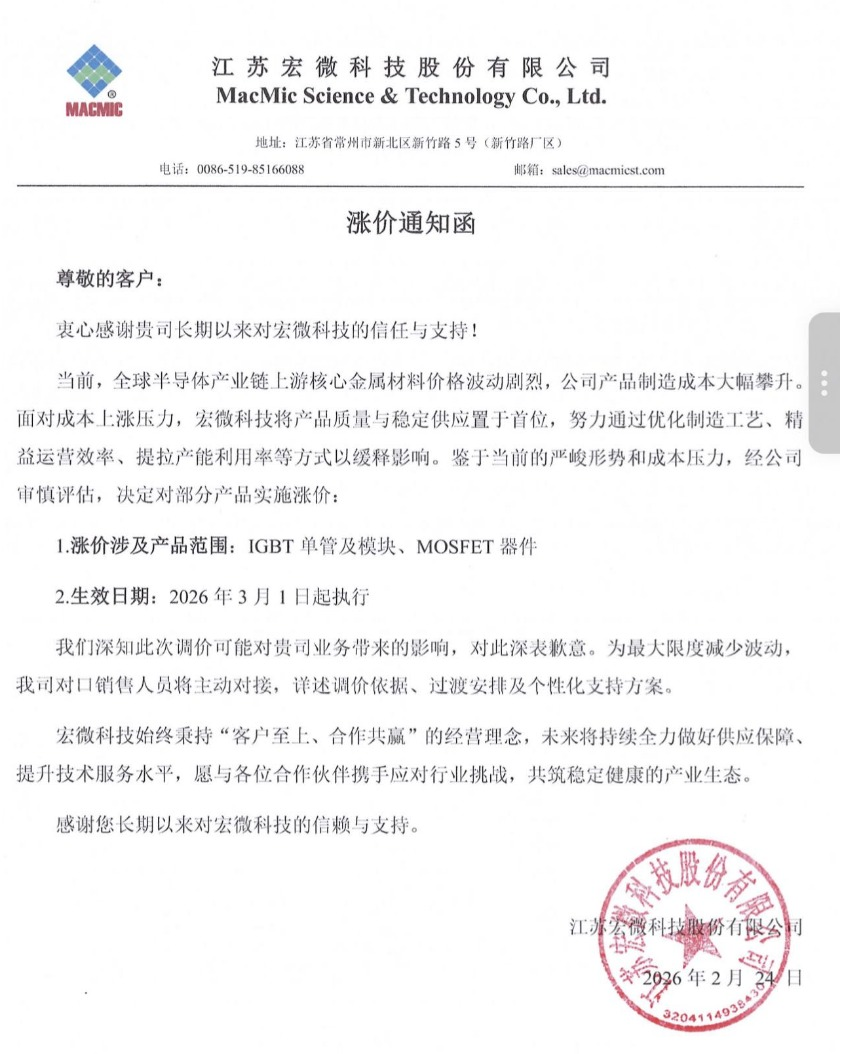 MACMIC
®
江苏宏微科技股份有限公司
MacMic Science & Technology Co., Ltd.
地址：江苏省常州市新北区新竹路 5 号（新竹路厂区）
电话：0086-519-85166088 邮箱：sales@macmicst.com
涨价通知函
尊敬的客户：
衷心感谢贵司长期以来对宏微科技的信任与支持！
当前，全球半导体产业链上游核心金属材料价格波动剧烈，公司产品制造成本大幅攀升。
面对成本上涨压力，宏微科技将产品质量与稳定供应置于首位，努力通过优化制造工艺、精
益运营效率、提拉产能利用率等方式以缓释影响。鉴于当前的严峻形势和成本压力，经公司
审慎评估，决定对部分产品实施涨价：
1.涨价涉及产品范围：IGBT 单管及模块、MOSFET 器件
2.生效日期：2026 年 3 月 1 日起执行
我们深知此次调价可能对贵司业务带来的影响，对此深表歉意。为最大限度减少波动，
我司对口销售人员将主动对接，详述调价依据、过渡安排及个性化支持方案。
宏微科技始终秉持“客户至上、合作共赢”的经营理念，未来将持续全力做好供应保障、
提升技术服务水平，愿与各位合作伙伴携手应对行业挑战，共筑稳定健康的产业生态。
感谢您长期以来对宏微科技的信赖与支持。
江苏宏微科技股份有限公司
2026 年 2 月 24 日
江苏宏微科技股份有限公司